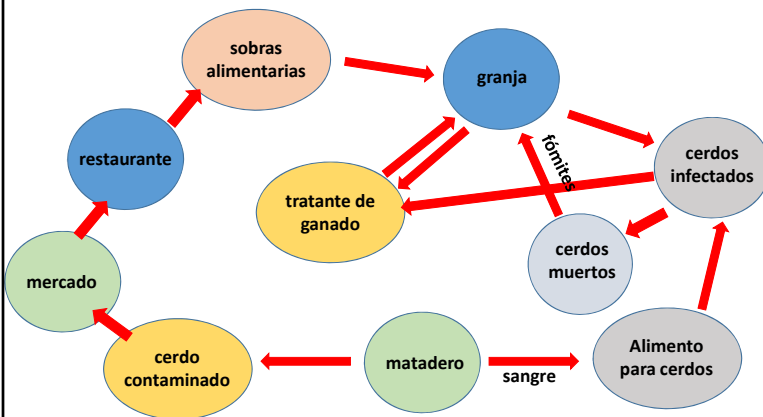 sobras
alimentarias
granja
restaurante
fómites
cerdos
infectados
tratante de
ganado
cerdos
muertos
mercado
cerdo
contaminado
matadero
sangre
Alimento
para cerdos